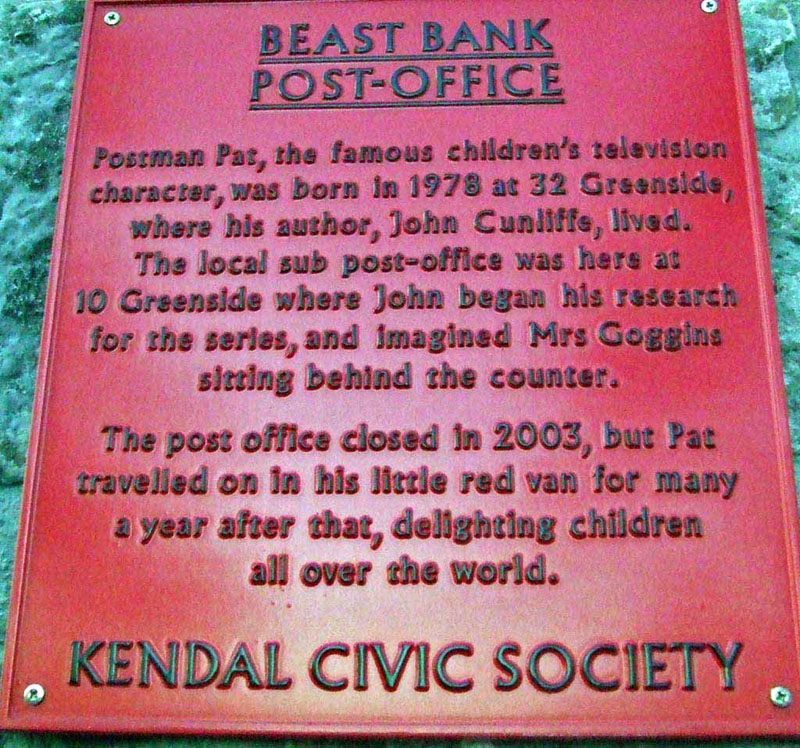 BEAST BANK
POST-OFFICE
Postman Pat, the famous children's television
character, was born in 1978 at 32 Greenside,
where his author, John Cunliffe, lived.
The local sub post-office was here at
10 Greenside where John began his research
for the series, and imagined Mrs Goggins
sitting behind the counter.
The post office closed in 2003, but Pat
travelled on in his little red van for many
a year after that, delighting children
all over the world.
KENDAL CIVIC SOCIETY